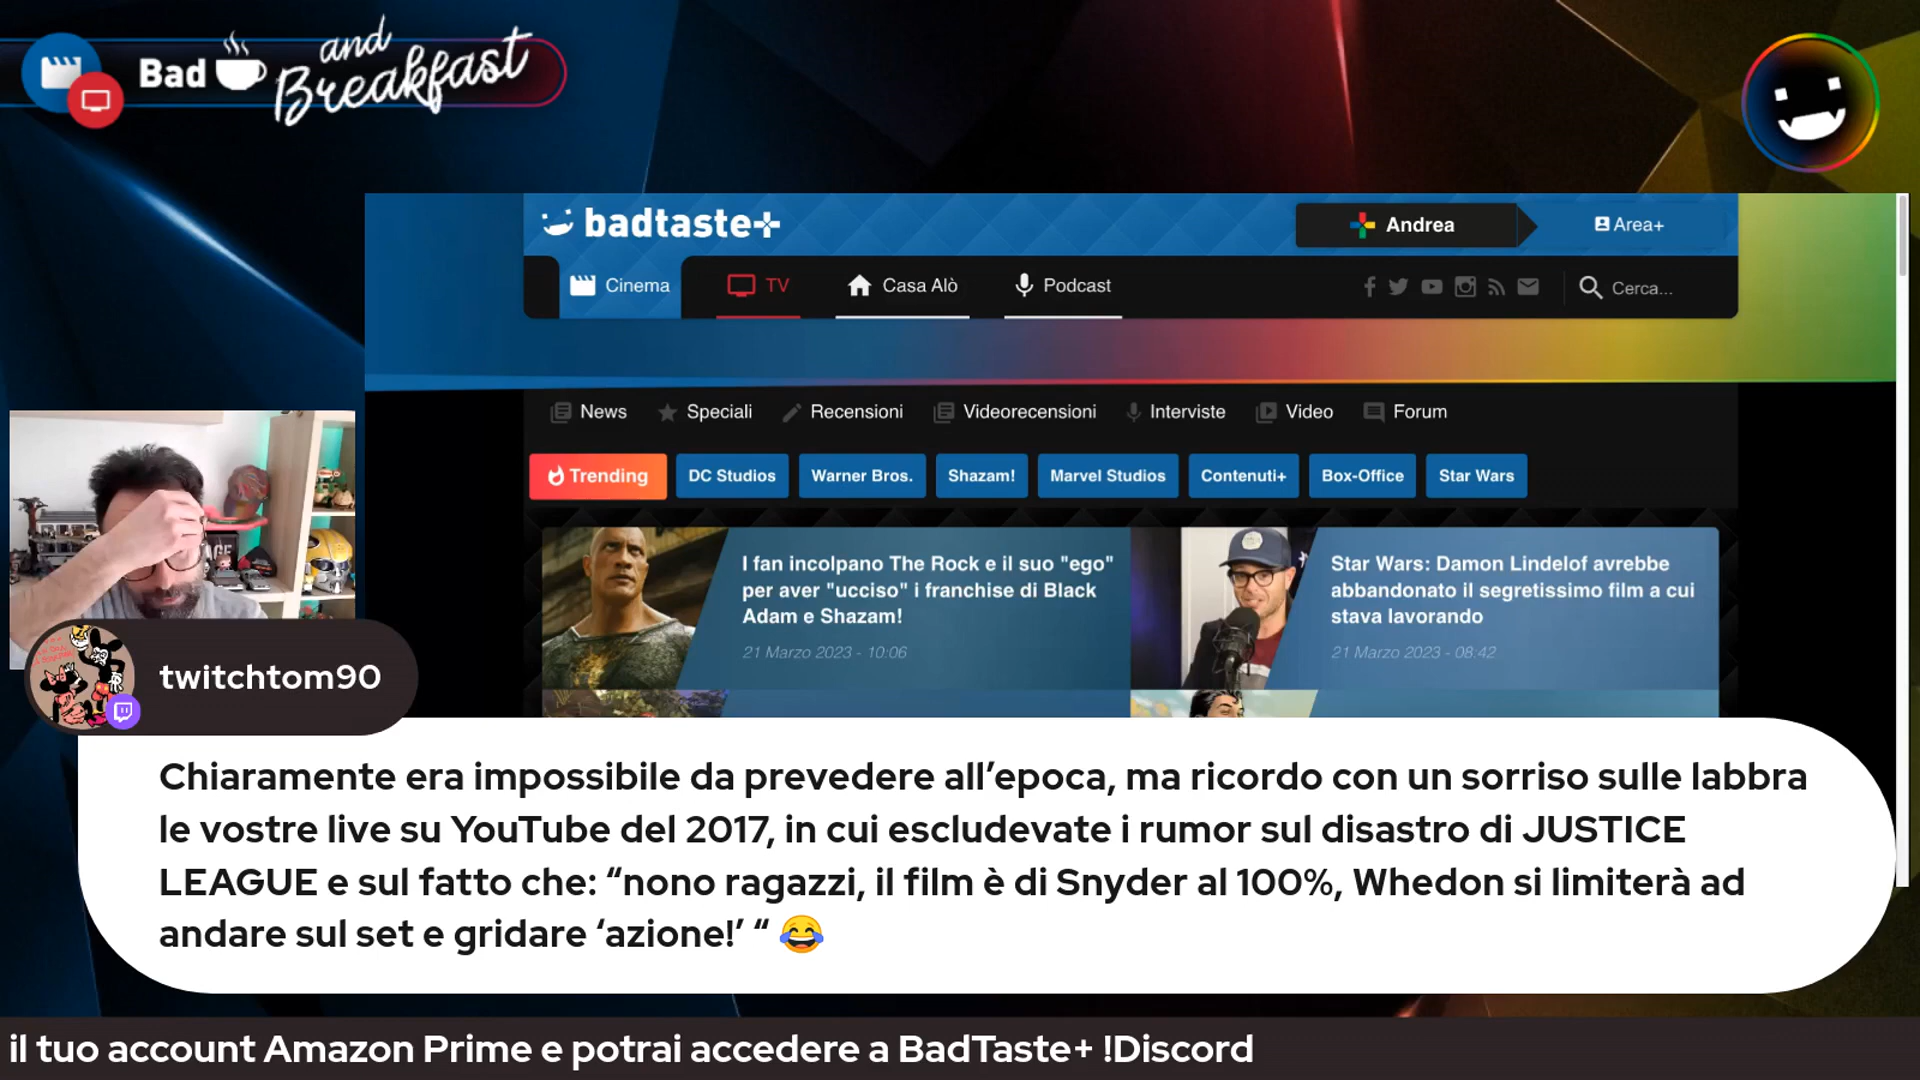 Bad and Breakfast
badtaste+
Andrea
Area+
Cinema
TV
Casa Alò
Podcast
Cerca...
News
Speciali
Recensioni
Videorecensioni
Interviste
Video
Forum
Trending
DC Studios
Warner Bros.
Shazam!
Marvel Studios
Contenuti+
Box-Office
Star Wars
I fan incolpano The Rock e il suo "ego"
per aver "ucciso" i franchise di Black
Adam e Shazam!
21 Marzo 2023 - 10:06
Star Wars: Damon Lindelof avrebbe
abbandonato il segretissimo film a cui
stava lavorando
21 Marzo 2023 - 08:42
twitchtom90
Chiaramente era impossibile da prevedere all’epoca, ma ricordo con un sorriso sulle labbra
le vostre live su YouTube del 2017, in cui escludevate i rumor sul disastro di JUSTICE
LEAGUE e sul fatto che: “nono ragazzi, il film è di Snyder al 100%, Whedon si limiterà ad
andare sul set e gridare ‘azione!’ “ 😂
il tuo account Amazon Prime e potrai accedere a BadTaste+ !Discord